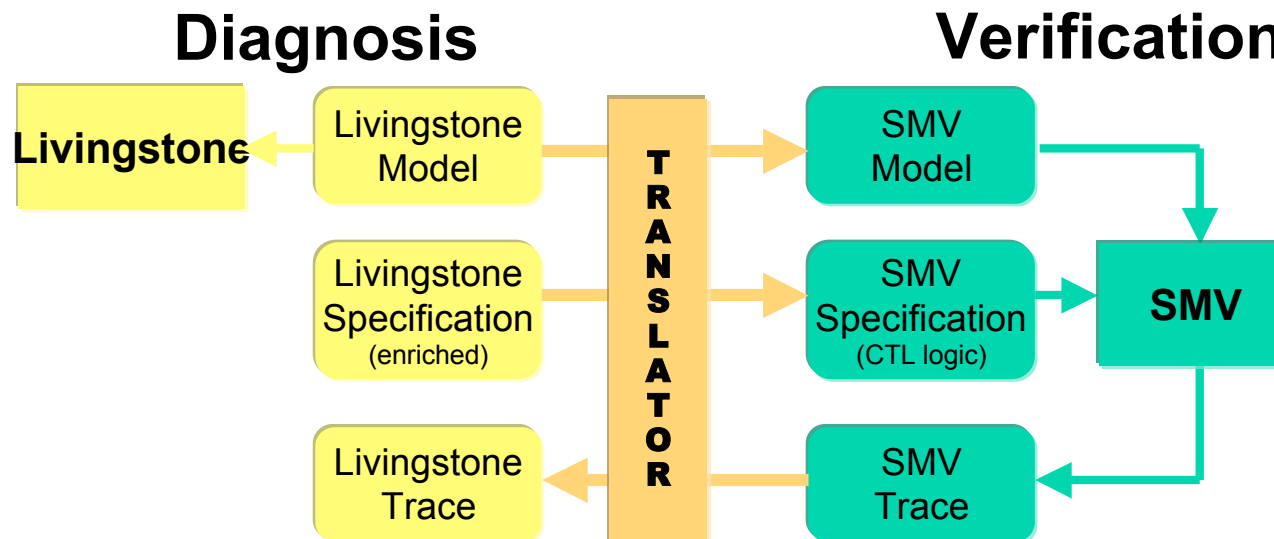 Diagnosis
Verification
Livingstone
Livingstone
Model
TRANSLATOR
SMV
Model
Livingstone
Specification
(enriched)
SMV
Specification
(CTL logic)
SMV
Livingstone
Trace
SMV
Trace